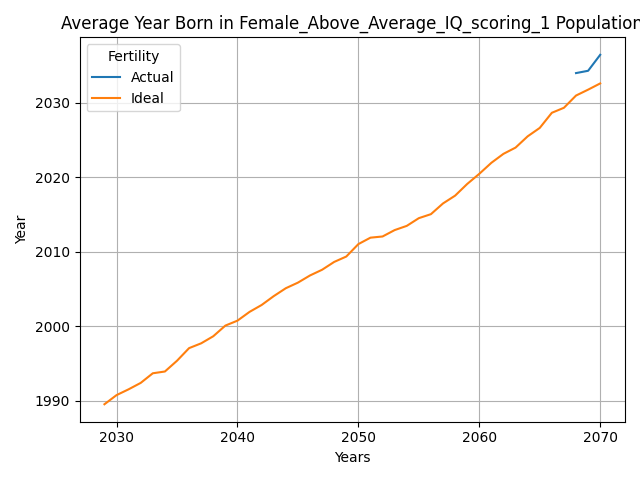 Average Year Born in Female_Above_Average_IQ_scoring_1 Population
Fertility
Actual
Ideal
2030
2020
2010
2000
1990
Year
2030 2040 2050 2060 2070
Years